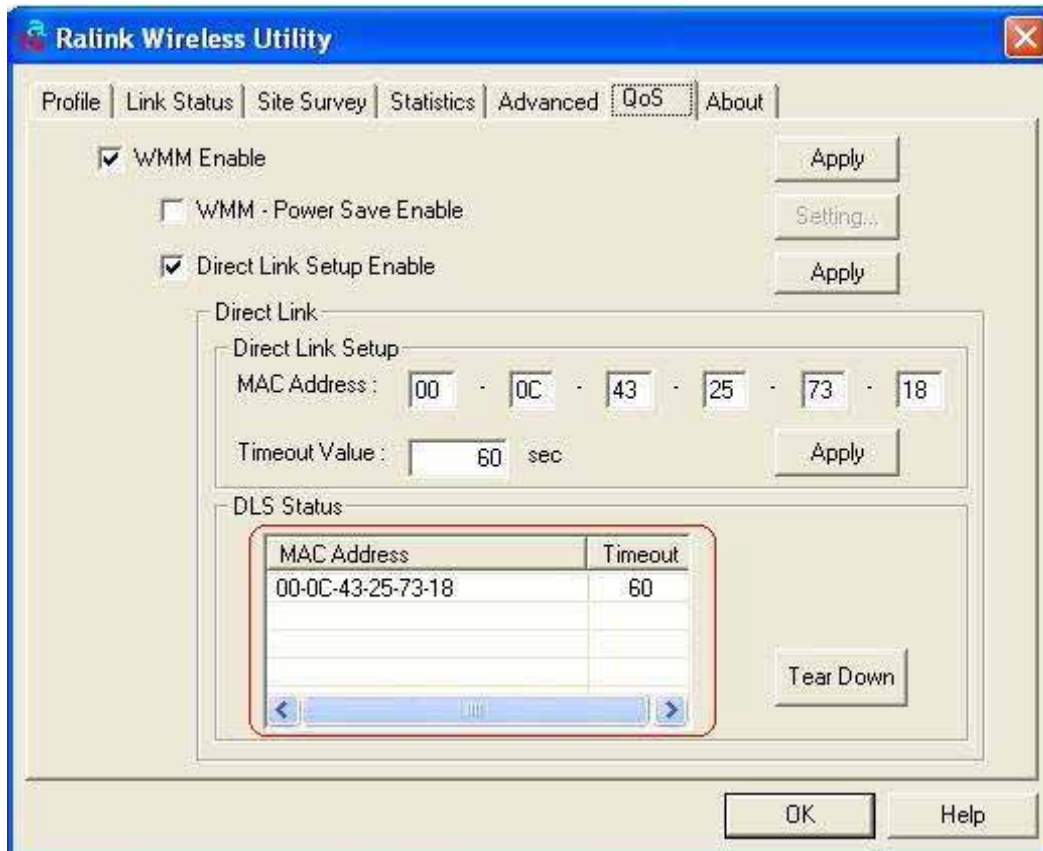 Ralink Wireless Utility
Profile Link Status Site Survey Statistics Advanced QoS About
WMM Enable Apply
WMM - Power Save Enable Setting...
Direct Link Setup Enable Apply
Direct Link
Direct Link Setup
MAC Address : 00 - 0C - 43 - 25 - 73 - 18
Timeout Value : 60 sec Apply
DLS Status
MAC Address Timeout
00-0C-43-25-73-18 60
Tear Down
OK Help